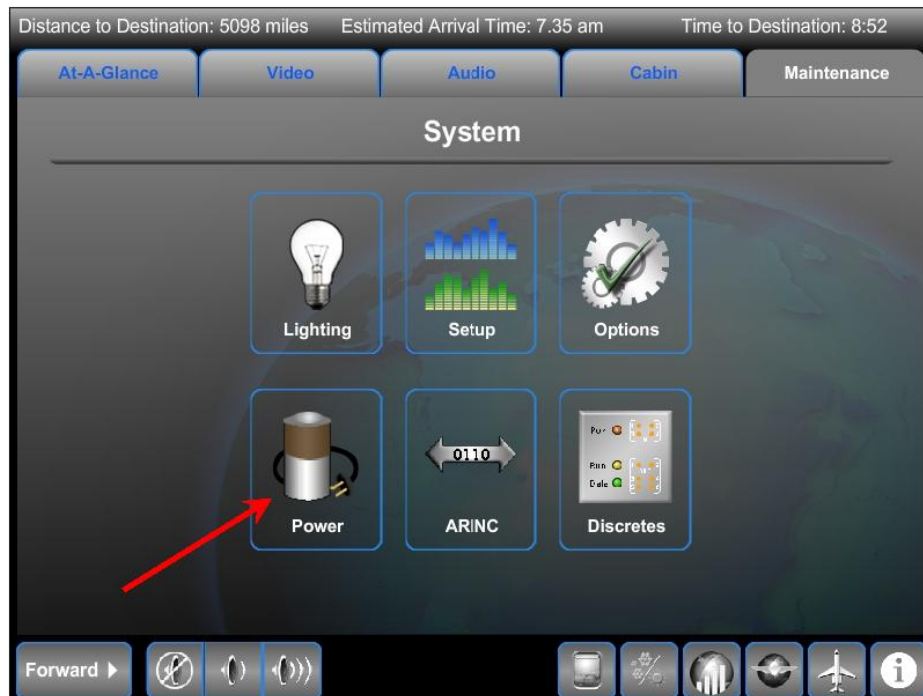 Distance to Destination: 5098 miles Estimated Arrival Time: 7.35 am Time to Destination: 8:52
At-A-Glance Video Audio Cabin Maintenance
System
Lighting Setup Options
0110
Power ARINC Discretes
Forward